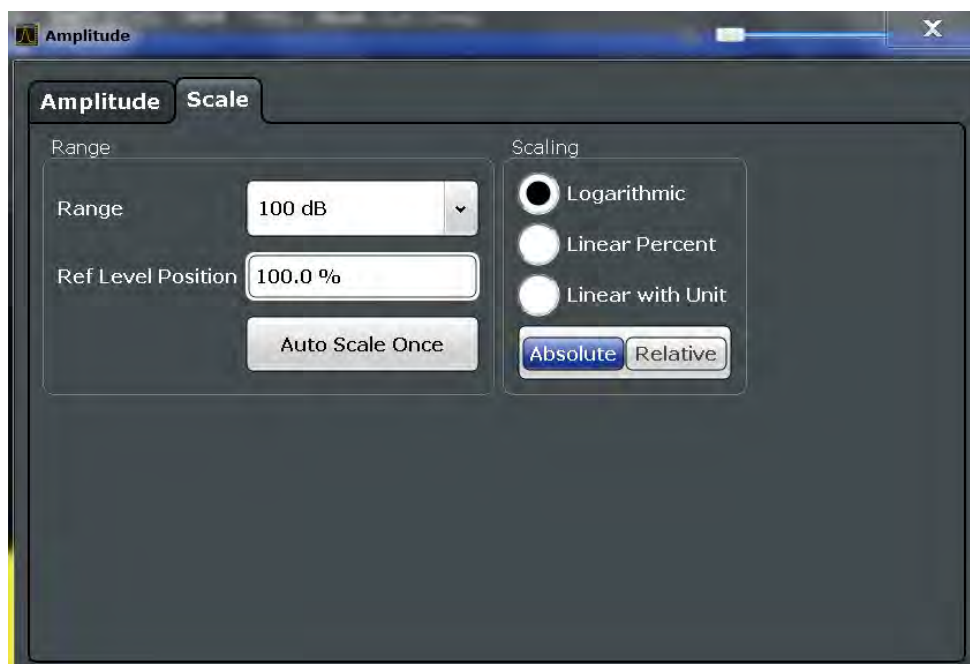 Amplitude
X
Amplitude
Scale
Range
Range
100 dB
Ref Level Position
100.0 %
Auto Scale Once
Scaling
Logarithmic
Linear Percent
Linear with Unit
Absolute
Relative